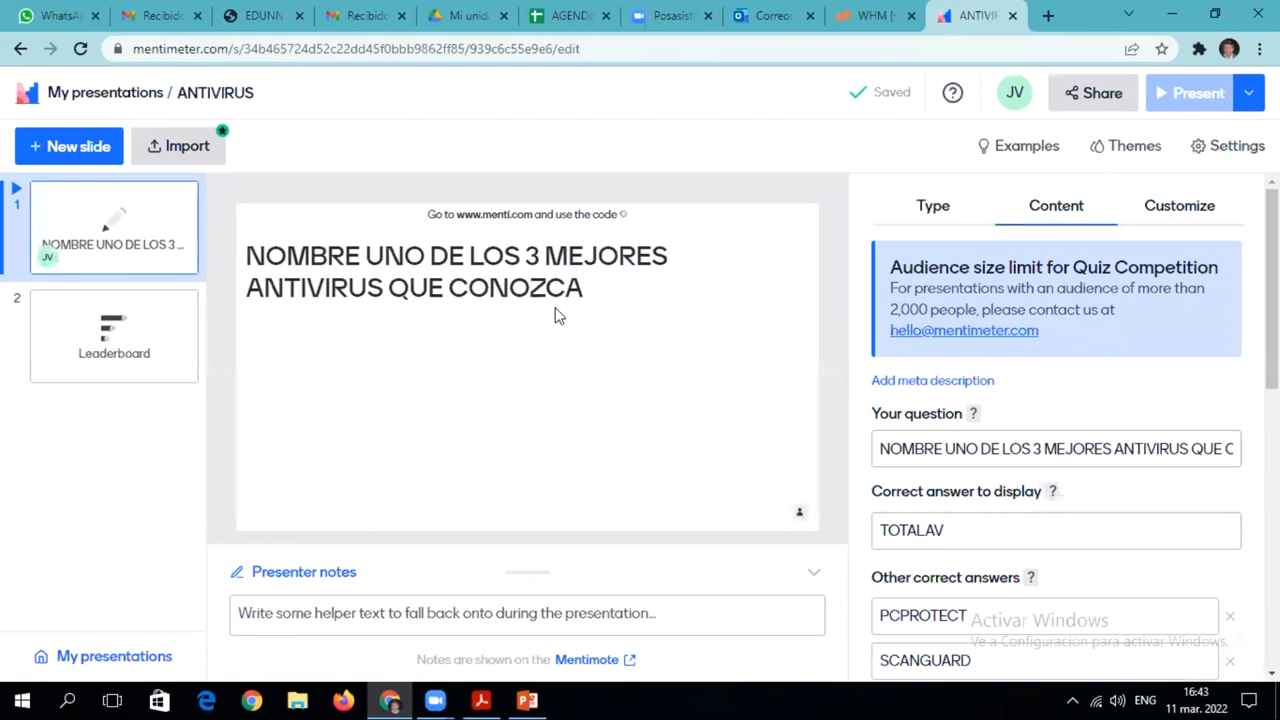 WhatsA
Recibido
EDUNN
Recibido
Mi unida
AGEND
Posasist
Correo
WHM [
ANTIVIR
mentimeter.com/s/34b465724d52c22dd45f0bbb9862ff85/939c6c55e9e6/edit
My presentations / ANTIVIRUS
Saved
?
JV
Share
Present
+ New slide
Import
Examples
Themes
Settings
1
NOMBRE UNO DE LOS 3 ...
JV
2
Leaderboard
My presentations
Go to www.menti.com and use the code
NOMBRE UNO DE LOS 3 MEJORES
ANTIVIRUS QUE CONOZCA
Presenter notes
Write some helper text to fall back onto during the presentation...
Notes are shown on the Mentimote
Type
Content
Customize
Audience size limit for Quiz Competition
For presentations with an audience of more than
2,000 people, please contact us at
hello@mentimeter.com
Add meta description
Your question ?
NOMBRE UNO DE LOS 3 MEJORES ANTIVIRUS QUE C
Correct answer to display ?
TOTALAV
Other correct answers ?
PCPROTECT
SCANGUARD
Activar Windows
Ve a Configuración para activar Windows.
ENG
16:43
11 mar. 2022